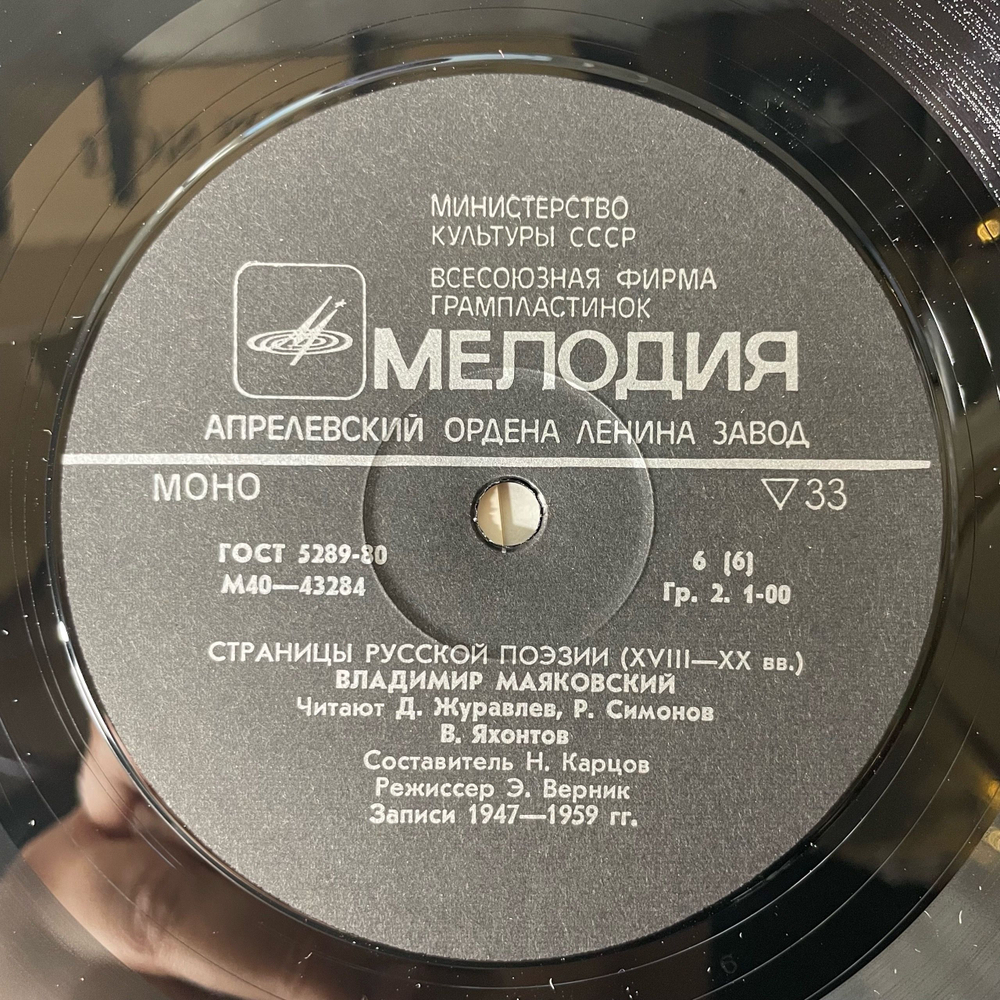 МИНИСТЕРСТВО
КУЛЬТУРЫ СССР
ВСЕСОЮЗНАЯ ФИРМА
ГРАМПЛАСТИНОК
МЕЛОДИЯ
АПРЕЛЕВСКИЙ ОРДЕНА ЛЕНИНА ЗАВОД
МОНО ▽33
ГОСТ 5289-80 6 (6)
М40—43284 Гр. 2. 1-00
СТРАНИЦЫ РУССКОЙ ПОЭЗИИ (XVIII—XX вв.)
ВЛАДИМИР МАЯКОВСКИЙ
Читают Д. Журавлев, Р. Симонов
В. Яхонтов
Составитель Н. Карцов
Режиссер Э. Верник
Записи 1947—1959 гг.